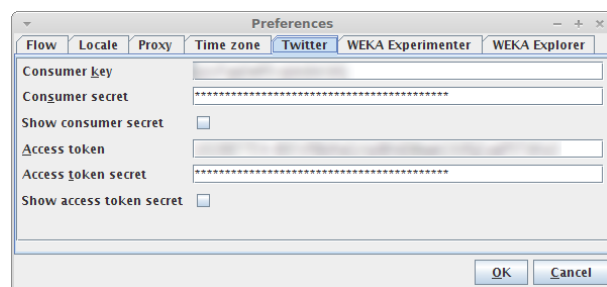 Preferences
Flow Locale Proxy Time zone Twitter WEKA Experimenter WEKA Explorer
Consumer key
Consumer secret *****************************************
Show consumer secret
Access token
Access token secret *****************************************
Show access token secret
OK Cancel